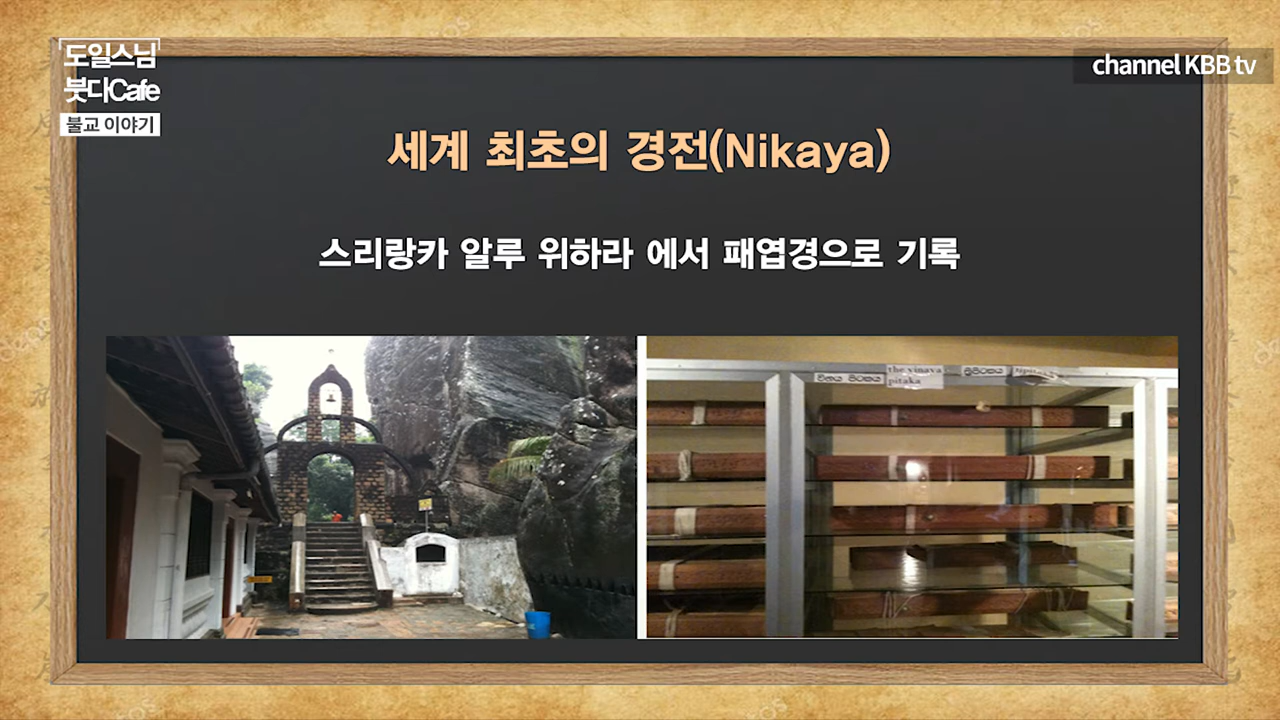 도일스님
붓다Cafe
불교 이야기
channel KBB tv
세계 최초의 경전(Nikaya)
스리랑카 알루 위하라 에서 패엽경으로 기록
විනය පිටකය
the vinaya
pitaka